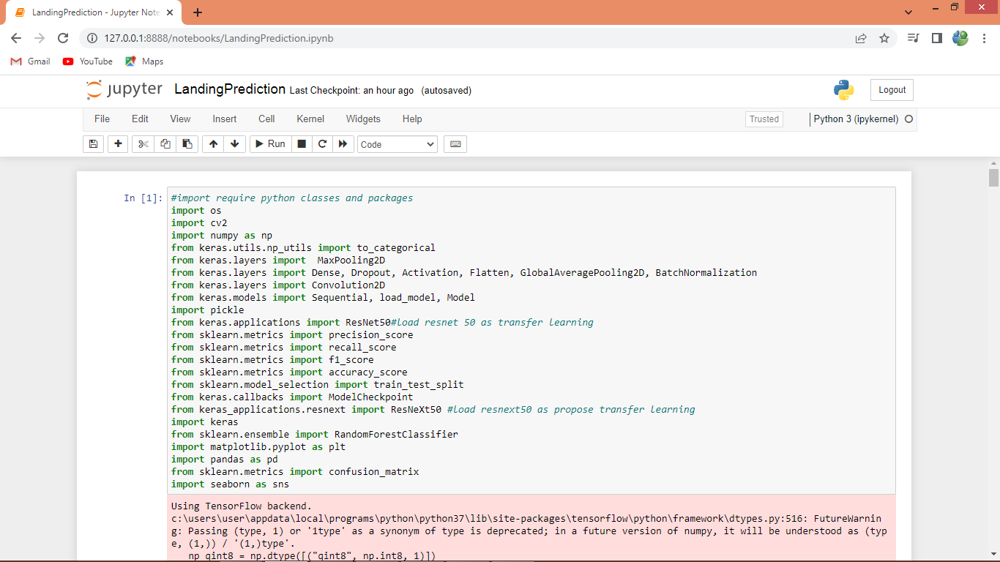 LandingPrediction - Jupyter Note
127.0.0.1:8888/notebooks/LandingPrediction.ipynb
Gmail YouTube Maps
jupyter LandingPrediction Last Checkpoint: an hour ago (autosaved) Logout
File Edit View Insert Cell Kernel Widgets Help Trusted Python 3 (ipykernel)
Run Code
In [1]: #import require python classes and packages
import os
import cv2
import numpy as np
from keras.utils.np_utils import to_categorical
from keras.layers import  MaxPooling2D
from keras.layers import Dense, Dropout, Activation, Flatten, GlobalAveragePooling2D, BatchNormalization
from keras.layers import Convolution2D
from keras.models import Sequential, load_model, Model
import pickle
from keras.applications import ResNet50#load resnet 50 as transfer learning
from sklearn.metrics import precision_score
from sklearn.metrics import recall_score
from sklearn.metrics import f1_score
from sklearn.metrics import accuracy_score
from sklearn.model_selection import train_test_split
from keras.callbacks import ModelCheckpoint
from keras_applications.resnext import ResNeXt50 #load resnext50 as propose transfer learning
import keras
from sklearn.ensemble import RandomForestClassifier
import matplotlib.pyplot as plt
import pandas as pd
from sklearn.metrics import confusion_matrix
import seaborn as sns
Using TensorFlow backend.
c:\users\user\appdata\local\programs\python\python37\lib\site-packages\tensorflow\python\framework\dtypes.py:516: FutureWarnin
g: Passing (type, 1) or '1type' as a synonym of type is deprecated; in a future version of numpy, it will be understood as (typ
e, (1,)) / '(1,)type'.
_np_qint8 = np.dtype([("qint8", np.int8, 1)])